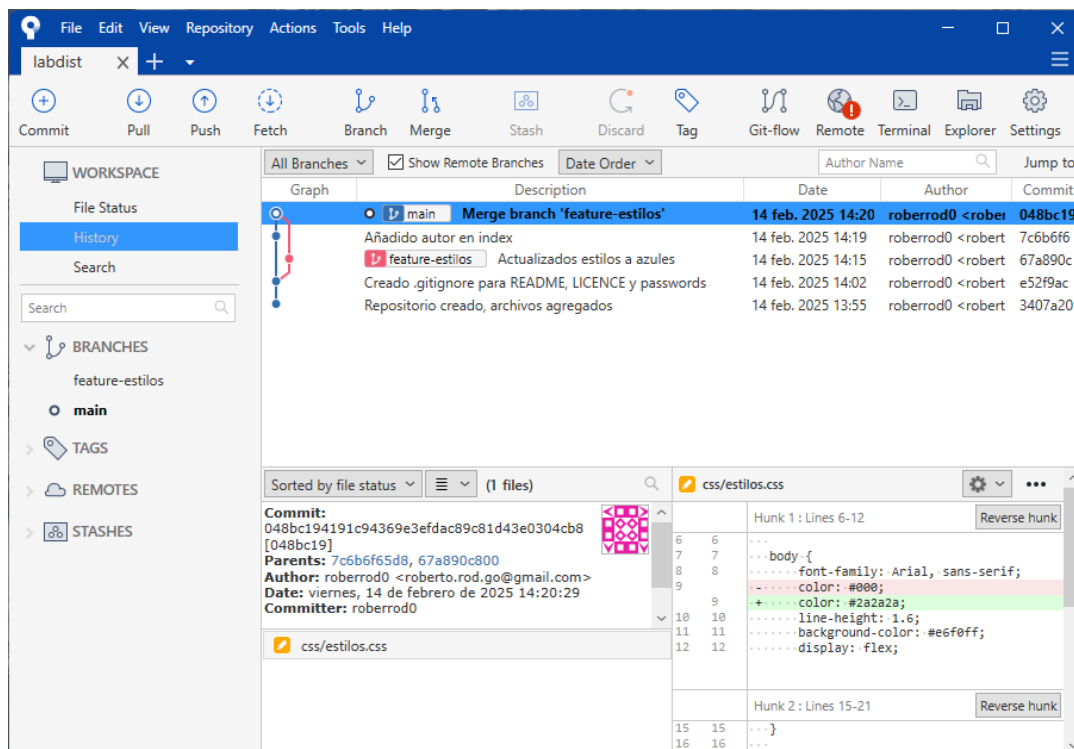 File Edit View Repository Actions Tools Help
labdist
Commit Pull Push Fetch Branch Merge Stash Discard Tag Git-flow Remote Terminal Explorer Settings
WORKSPACE
File Status
History
Search
Search
BRANCHES
feature-estilos
main
TAGS
REMOTES
STASHES
All Branches Show Remote Branches Date Order Author Name Jump to
Graph Description Date Author Commit
main Merge branch 'feature-estilos' 14 feb. 2025 14:20 roberrod0 <rober 048bc19
Añadido autor en index 14 feb. 2025 14:19 roberrod0 <robert 7c6b6f6
feature-estilos Actualizados estilos a azules 14 feb. 2025 14:15 roberrod0 <robert 67a890c
Creado .gitignore para README, LICENCE y passwords 14 feb. 2025 14:02 roberrod0 <robert e52f9ac
Repositorio creado, archivos agregados 14 feb. 2025 13:55 roberrod0 <robert 3407a20
Sorted by file status (1 files)
Commit:
048bc194191c94369e3efdac89c81d43e0304cb8
[048bc19]
Parents: 7c6b6f65d8, 67a890c800
Author: roberrod0 <roberto.rod.go@gmail.com>
Date: viernes, 14 de febrero de 2025 14:20:29
Committer: roberrod0
css/estilos.css
css/estilos.css
Hunk 1 : Lines 6-12 Reverse hunk
6 6
7 7 body {
8 8 font-family: Arial, sans-serif;
9 - color: #000;
9 + color: #2a2a2a;
10 10 line-height: 1.6;
11 11 background-color: #e6f0ff;
12 12 display: flex;
Hunk 2 : Lines 15-21 Reverse hunk
15 15 }
16 16